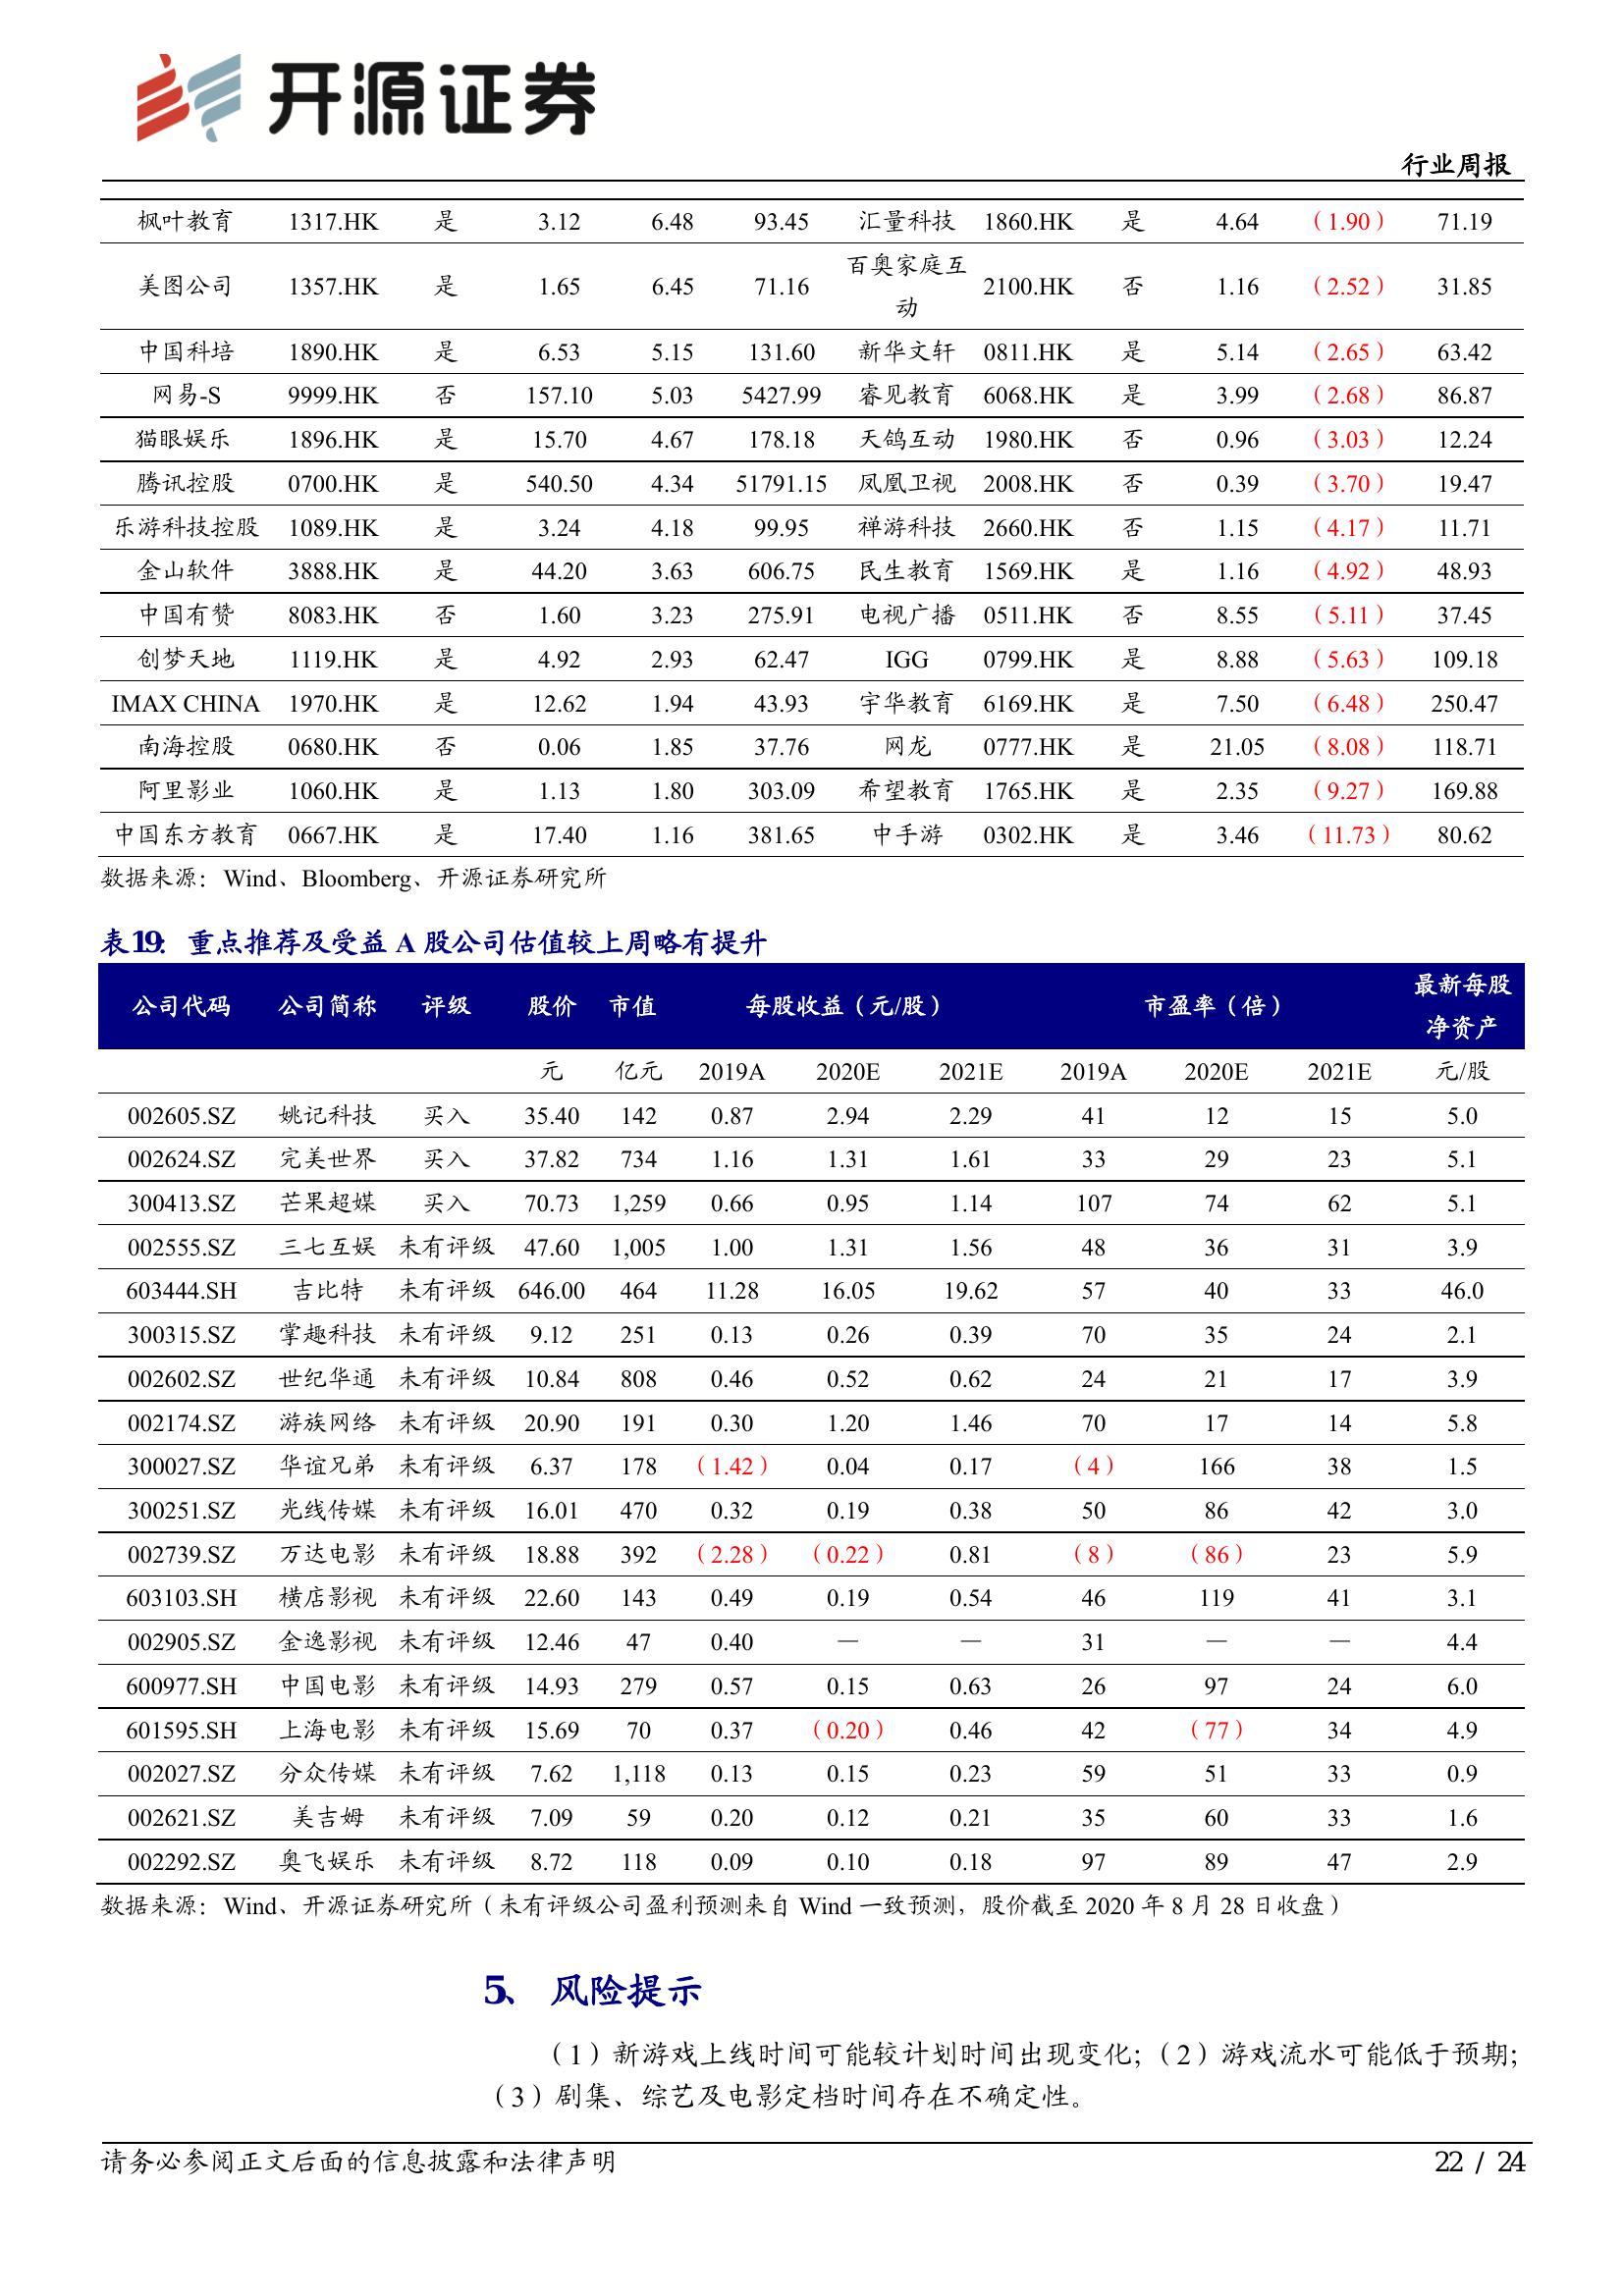 开源证券
行业周报
枫叶教育 1317.HK 是 3.12 6.48 93.45 汇量科技 1860.HK 是 4.64 （1.90） 71.19
美图公司 1357.HK 是 1.65 6.45 71.16 百奥家庭互动 2100.HK 否 1.16 （2.52） 31.85
中国科培 1890.HK 是 6.53 5.15 131.60 新华文轩 0811.HK 是 5.14 （2.65） 63.42
网易-S 9999.HK 否 157.10 5.03 5427.99 睿见教育 6068.HK 是 3.99 （2.68） 86.87
猫眼娱乐 1896.HK 是 15.70 4.67 178.18 天鸽互动 1980.HK 否 0.96 （3.03） 12.24
腾讯控股 0700.HK 是 540.50 4.34 51791.15 凤凰卫视 2008.HK 否 0.39 （3.70） 19.47
乐游科技控股 1089.HK 是 3.24 4.18 99.95 禅游科技 2660.HK 否 1.15 （4.17） 11.71
金山软件 3888.HK 是 44.20 3.63 606.75 民生教育 1569.HK 是 1.16 （4.92） 48.93
中国有赞 8083.HK 否 1.60 3.23 275.91 电视广播 0511.HK 否 8.55 （5.11） 37.45
创梦天地 1119.HK 是 4.92 2.93 62.47 IGG 0799.HK 是 8.88 （5.63） 109.18
IMAX CHINA 1970.HK 是 12.62 1.94 43.93 宇华教育 6169.HK 是 7.50 （6.48） 250.47
南海控股 0680.HK 否 0.06 1.85 37.76 网龙 0777.HK 是 21.05 （8.08） 118.71
阿里影业 1060.HK 是 1.13 1.80 303.09 希望教育 1765.HK 是 2.35 （9.27） 169.88
中国东方教育 0667.HK 是 17.40 1.16 381.65 中手游 0302.HK 是 3.46 （11.73） 80.62
数据来源：Wind、Bloomberg、开源证券研究所
表19：重点推荐及受益 A 股公司估值较上周略有提升
公司代码 公司简称 评级 股价 市值 每股收益（元/股） 市盈率（倍） 最新每股净资产
元 亿元 2019A 2020E 2021E 2019A 2020E 2021E 元/股
002605.SZ 姚记科技 买入 35.40 142 0.87 2.94 2.29 41 12 15 5.0
002624.SZ 完美世界 买入 37.82 734 1.16 1.31 1.61 33 29 23 5.1
300413.SZ 芒果超媒 买入 70.73 1,259 0.66 0.95 1.14 107 74 62 5.1
002555.SZ 三七互娱 未有评级 47.60 1,005 1.00 1.31 1.56 48 36 31 3.9
603444.SH 吉比特 未有评级 646.00 464 11.28 16.05 19.62 57 40 33 46.0
300315.SZ 掌趣科技 未有评级 9.12 251 0.13 0.26 0.39 70 35 24 2.1
002602.SZ 世纪华通 未有评级 10.84 808 0.46 0.52 0.62 24 21 17 3.9
002174.SZ 游族网络 未有评级 20.90 191 0.30 1.20 1.46 70 17 14 5.8
300027.SZ 华谊兄弟 未有评级 6.37 178 （1.42） 0.04 0.17 （4） 166 38 1.5
300251.SZ 光线传媒 未有评级 16.01 470 0.32 0.19 0.38 50 86 42 3.0
002739.SZ 万达电影 未有评级 18.88 392 （2.28） （0.22） 0.81 （8） （86） 23 5.9
603103.SH 横店影视 未有评级 22.60 143 0.49 0.19 0.54 46 119 41 3.1
002905.SZ 金逸影视 未有评级 12.46 47 0.40 — — 31 — — 4.4
600977.SH 中国电影 未有评级 14.93 279 0.57 0.15 0.63 26 97 24 6.0
601595.SH 上海电影 未有评级 15.69 70 0.37 （0.20） 0.46 42 （77） 34 4.9
002027.SZ 分众传媒 未有评级 7.62 1,118 0.13 0.15 0.23 59 51 33 0.9
002621.SZ 美吉姆 未有评级 7.09 59 0.20 0.12 0.21 35 60 33 1.6
002292.SZ 奥飞娱乐 未有评级 8.72 118 0.09 0.10 0.18 97 89 47 2.9
数据来源：Wind、开源证券研究所（未有评级公司盈利预测来自 Wind 一致预测，股价截至 2020 年 8 月 28 日收盘）
5、 风险提示
（1）新游戏上线时间可能较计划时间出现变化；（2）游戏流水可能低于预期；
（3）剧集、综艺及电影定档时间存在不确定性。
请务必参阅正文后面的信息披露和法律声明 22 / 24